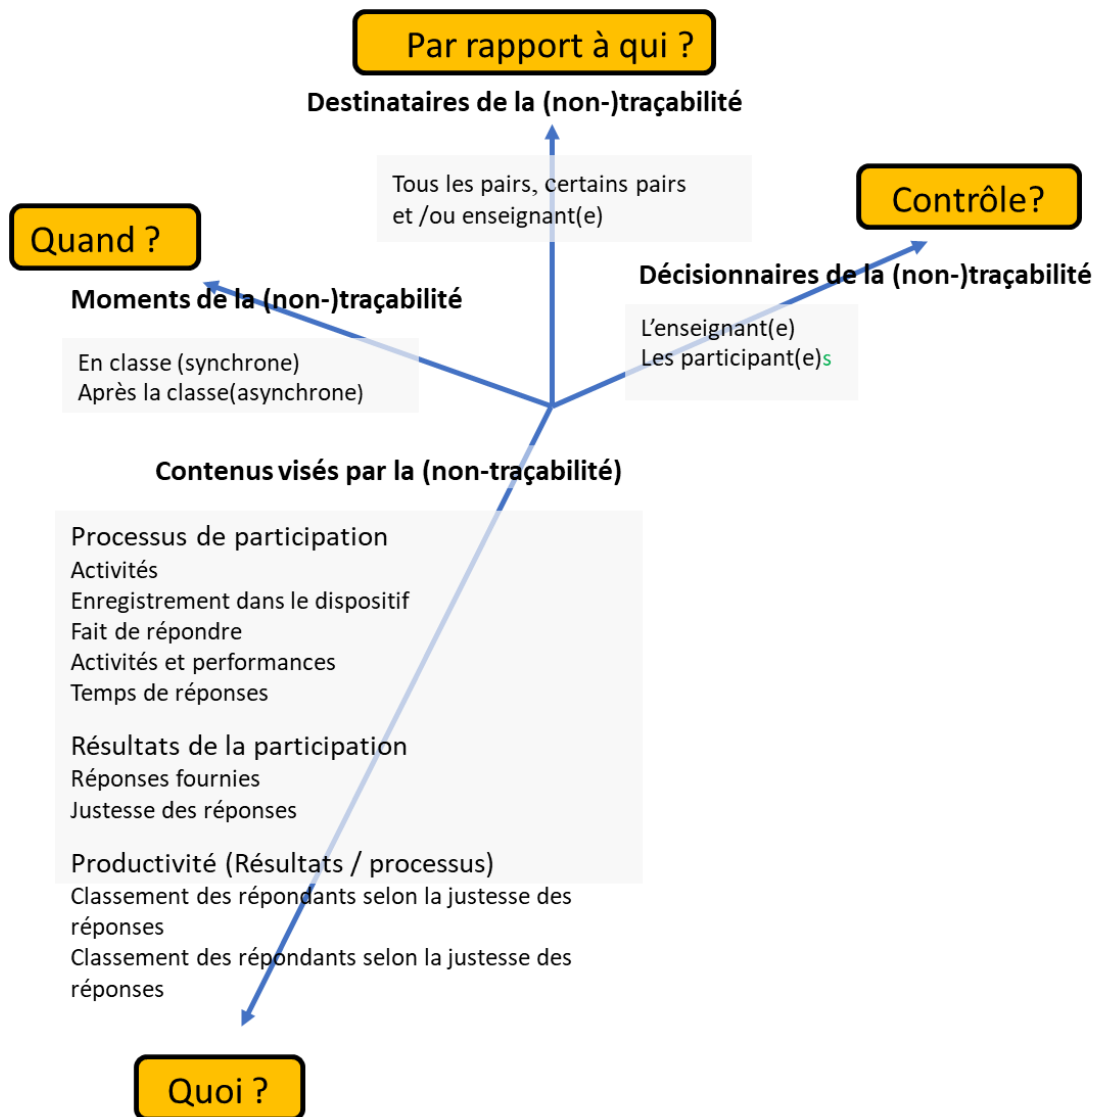 Par rapport à qui ?
Destinataires de la (non-)traçabilité
Tous les pairs, certains pairs
et /ou enseignant(e)
Contrôle?
Décisionnaires de la (non-)traçabilité
L'enseignant(e)
Les participant(e)s
Quand ?
Moments de la (non-)traçabilité
En classe (synchrone)
Après la classe(asynchrone)
Contenus visés par la (non-traçabilité)
Processus de participation
Activités
Enregistrement dans le dispositif
Fait de répondre
Activités et performances
Temps de réponses
Résultats de la participation
Réponses fournies
Justesse des réponses
Productivité (Résultats / processus)
Classement des répondants selon la justesse des
réponses
Classement des répondants selon la justesse des
réponses
Quoi ?